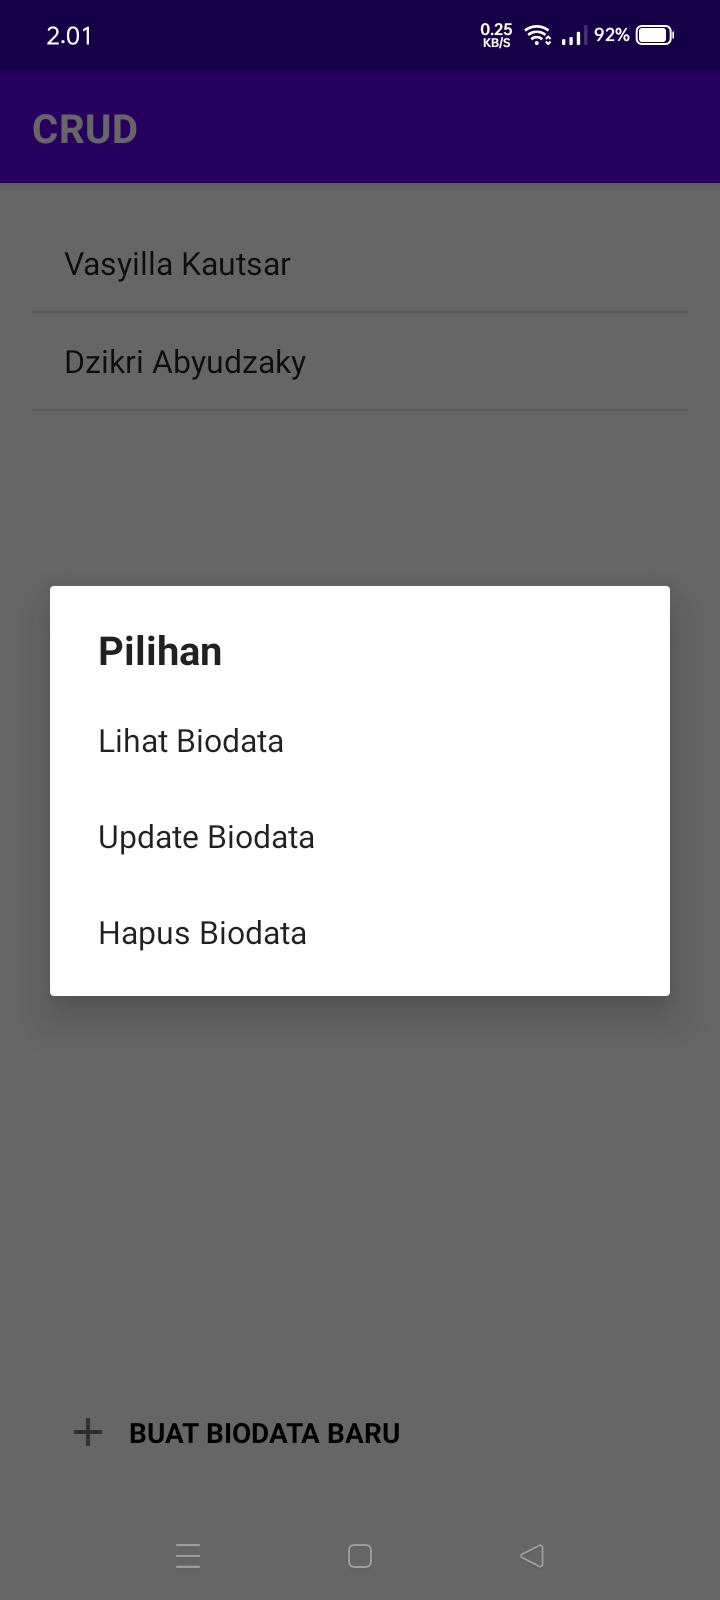 2.01
0.25
KB/S
92%
CRUD
Vasyilla Kautsar
Dzikri Abyudzaky
Pilihan
Lihat Biodata
Update Biodata
Hapus Biodata
BUAT BIODATA BARU